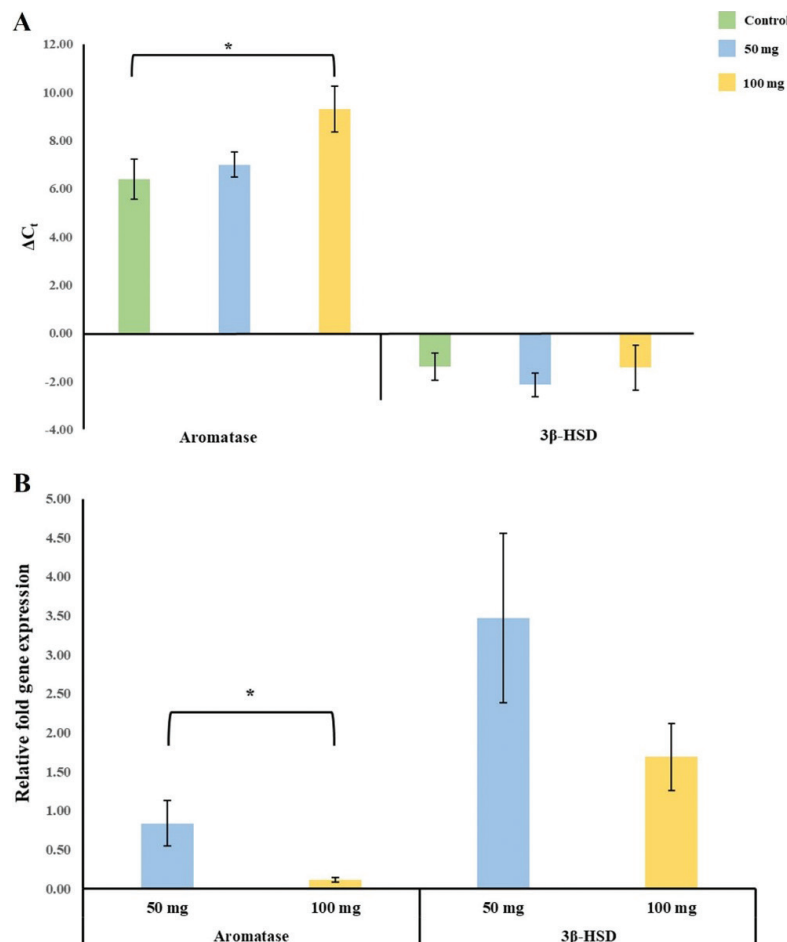 A
Control
50 mg
100 mg
12.00
10.00
8.00
6.00
4.00
2.00
0.00
-2.00
-4.00
ΔCt
*
Aromatase 3β-HSD
B
5.00
4.50
4.00
3.50
3.00
2.50
2.00
1.50
1.00
0.50
0.00
Relative fold gene expression
*
50 mg 100 mg 50 mg 100 mg
Aromatase 3β-HSD